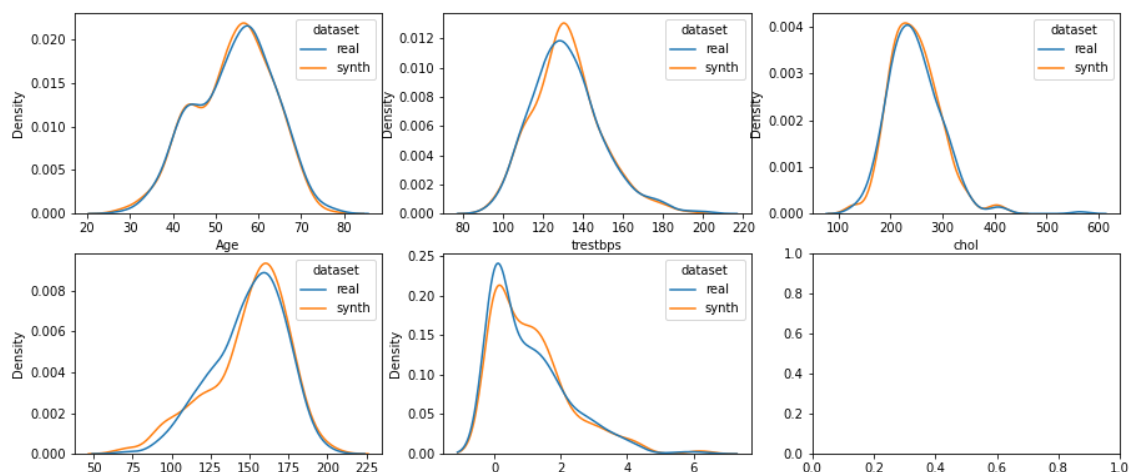 dataset
real
synth
Density
0.020
0.015
0.010
0.005
0.000
20 30 40 50 60 70 80
Age
dataset
real
synth
Density
0.012
0.010
0.008
0.006
0.004
0.002
0.000
80 100 120 140 160 180 200 220
trestbps
dataset
real
synth
Density
0.004
0.003
0.002
0.001
0.000
100 200 300 400 500 600
chol
dataset
real
synth
Density
0.008
0.006
0.004
0.002
0.000
50 75 100 125 150 175 200 225
dataset
real
synth
Density
0.25
0.20
0.15
0.10
0.05
0.00
0 2 4 6
1.0
0.8
0.6
0.4
0.2
0.0
0.0 0.2 0.4 0.6 0.8 1.0